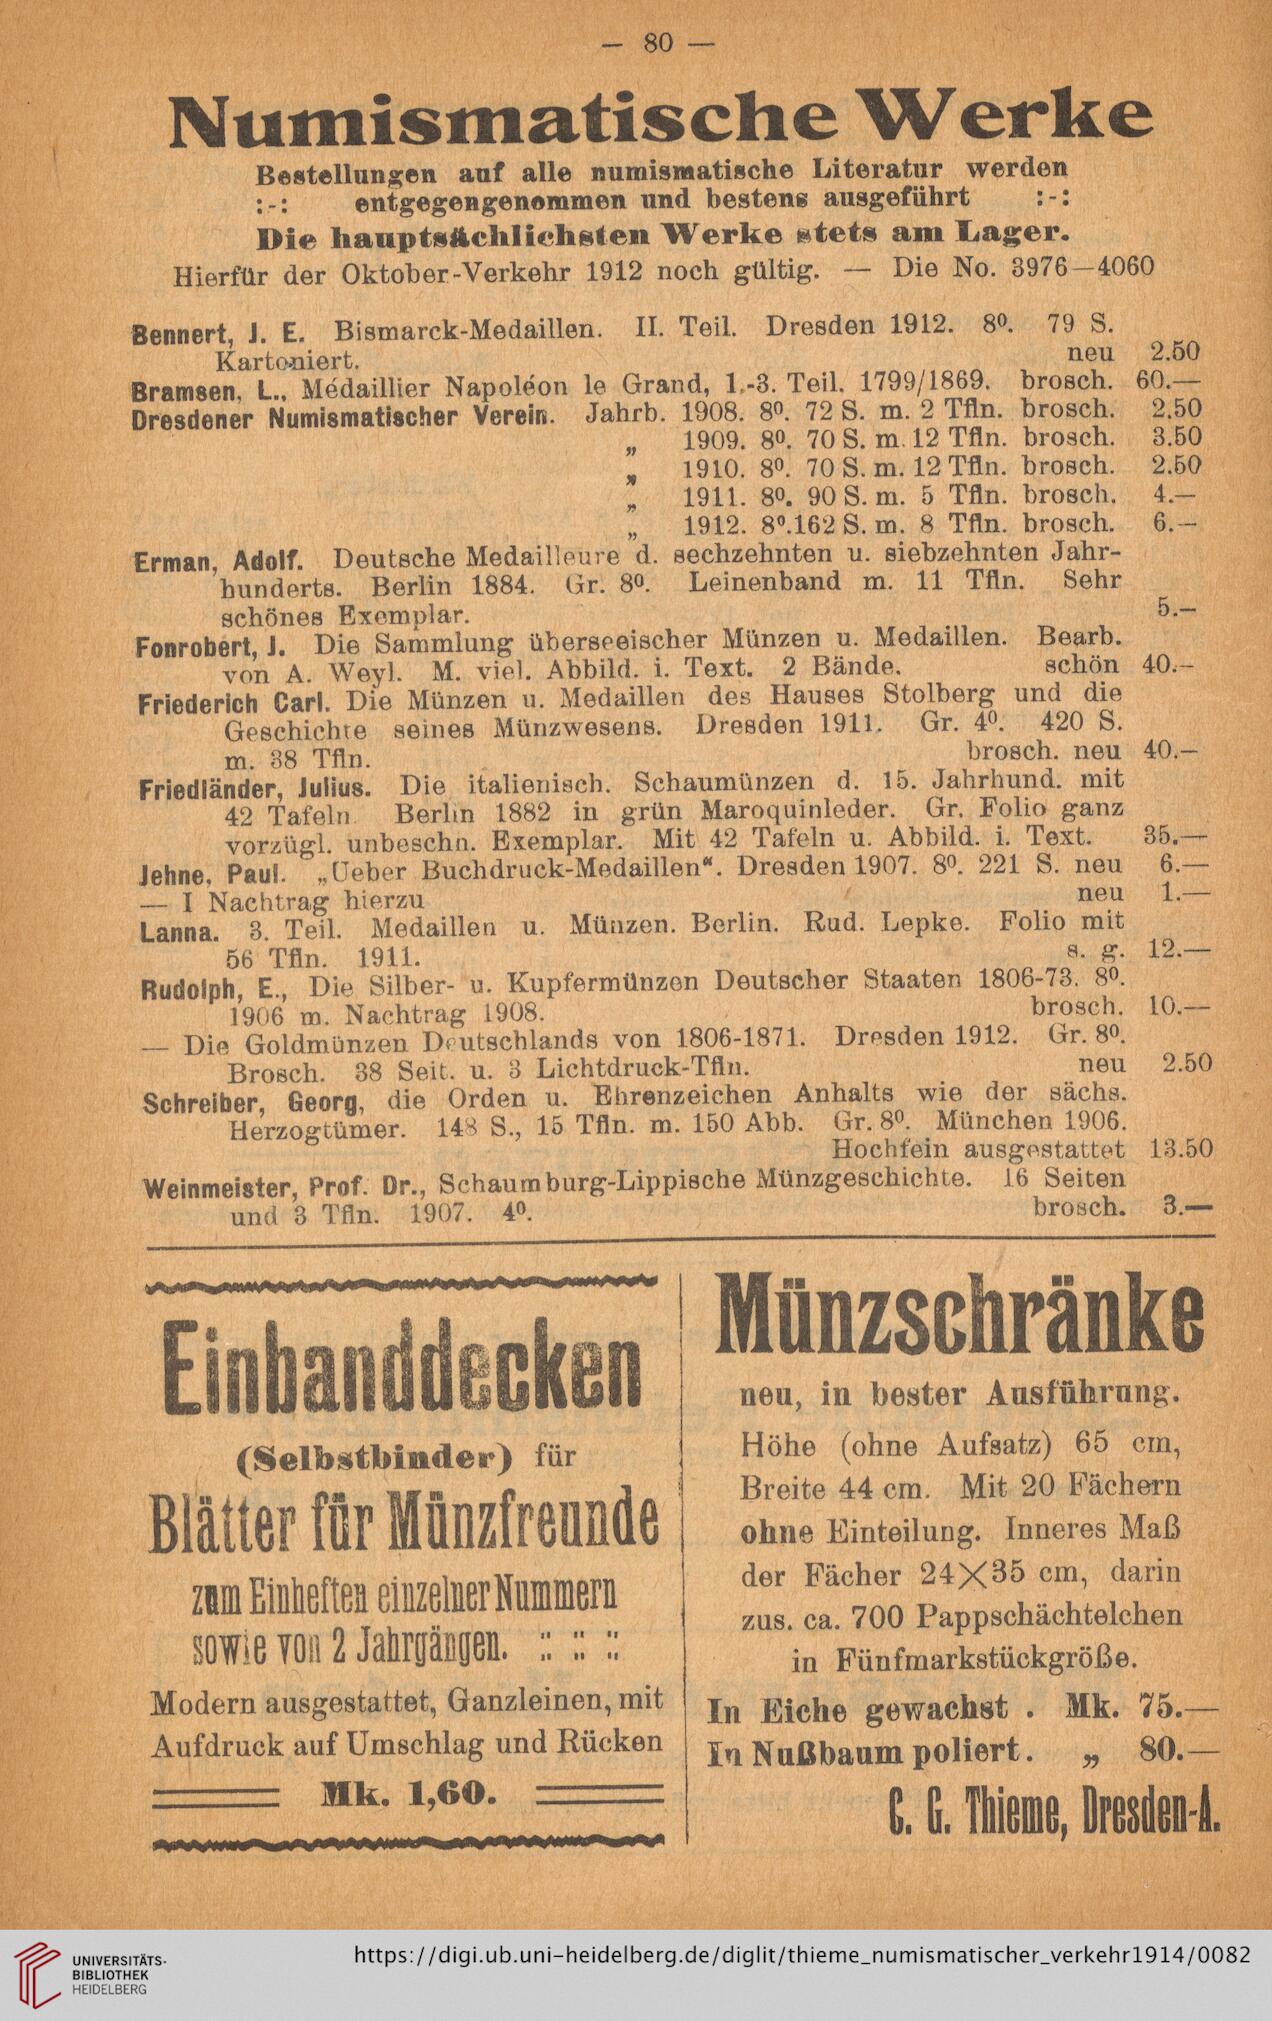 — 80 —
Numismatische Werke
Bestellungen auf alle numismatische Literatur werden
:-: entgegengenommen und bestens ausgeführt :-:
Die hauptsächlichsten Werke stets am Lager.
Hierfür der Oktober-Verkehr 1912 noch gültig. — Die No. 3976—4060
Bennert, J. E. Bismarck-Medaillen. II. Teil. Dresden 1912. 8⁰. 79 S.
Kartoniert. neu 2.50
Bramsen, L., Médaillier Napoléon le Grand, 1.-3. Teil. 1799/1869. brosch. 60.—
Dresdener Numismatischer Verein. Jahrb. 1908. 8⁰. 72 S. m. 2 Tfln. brosch. 2.50
„ 1909. 8⁰. 70 S. m. 12 Tfln. brosch. 3.50
„ 1910. 8⁰. 70 S. m. 12 Tfln. brosch. 2.50
„ 1911. 8⁰. 90 S. m. 5 Tfln. brosch. 4.—
„ 1912. 8⁰. 162 S. m. 8 Tfln. brosch. 6.—
Erman, Adolf. Deutsche Medailleure d. sechzehnten u. siebzehnten Jahr-
hunderts. Berlin 1884. Gr. 8⁰. Leinenband m. 11 Tfln. Sehr
schönes Exemplar. 5.—
Fonrobert, J. Die Sammlung überseeischer Münzen u. Medaillen. Bearb.
von A. Weyl. M. viel. Abbild. i. Text. 2 Bände. schön 40.—
Friederich Carl. Die Münzen u. Medaillen des Hauses Stolberg und die
Geschichte seines Münzwesens. Dresden 1911. Gr. 4⁰. 420 S.
m. 38 Tfln. brosch. neu 40.—
Friedländer, Julius. Die italienisch. Schaumünzen d. 15. Jahrhund. mit
42 Tafeln. Berlin 1882 in grün Maroquinleder. Gr. Folio ganz
vorzügl. unbeschn. Exemplar. Mit 42 Tafeln u. Abbild. i. Text. 35.—
Jehne, Paul. „Ueber Buchdruck-Medaillen“. Dresden 1907. 8⁰. 221 S. neu 6.—
— I Nachtrag hierzu neu 1.—
Lanna. 3. Teil. Medaillen u. Münzen. Berlin. Rud. Lepke. Folio mit
56 Tfln. 1911. s. g. 12.—
Rudolph, E., Die Silber- u. Kupfermünzen Deutscher Staaten 1806-73. 8⁰.
1906 m. Nachtrag 1908. brosch. 10.—
— Die Goldmünzen Deutschlands von 1806-1871. Dresden 1912. Gr. 8⁰.
Brosch. 38 Seit. u. 3 Lichtdruck-Tfln. neu 2.50
Schreiber, Georg, die Orden u. Ehrenzeichen Anhalts wie der sächs.
Herzogtümer. 148 S., 15 Tfln. m. 150 Abb. Gr. 8⁰. München 1906.
Hochfein ausgestattet 13.50
Weinmeister, Prof. Dr., Schaumburg-Lippische Münzgeschichte. 16 Seiten
und 3 Tfln. 1907. 4⁰. brosch. 3.—
Einbanddecken
(Selbstbinder) für
Blätter für Münzfreunde
zum Einheften einzelner Nummern
sowie von 2 Jahrgängen. :: :: ::
Modern ausgestattet, Ganzleinen, mit
Aufdruck auf Umschlag und Rücken
Mk. 1,60.
Münzschränke
neu, in bester Ausführung.
Höhe (ohne Aufsatz) 65 cm,
Breite 44 cm. Mit 20 Fächern
ohne Einteilung. Inneres Maß
der Fächer 24×35 cm, darin
zus. ca. 700 Pappschächtelchen
in Fünfmarkstückgröße.
In Eiche gewachst . Mk. 75.—
In Nußbaum poliert. „ 80.—
C. G. Thieme, Dresden-A.
UNIVERSITÄTS-
BIBLIOTHEK
HEIDELBERG
https://digi.ub.uni-heidelberg.de/diglit/thieme_numismatischer_verkehr1914/0082